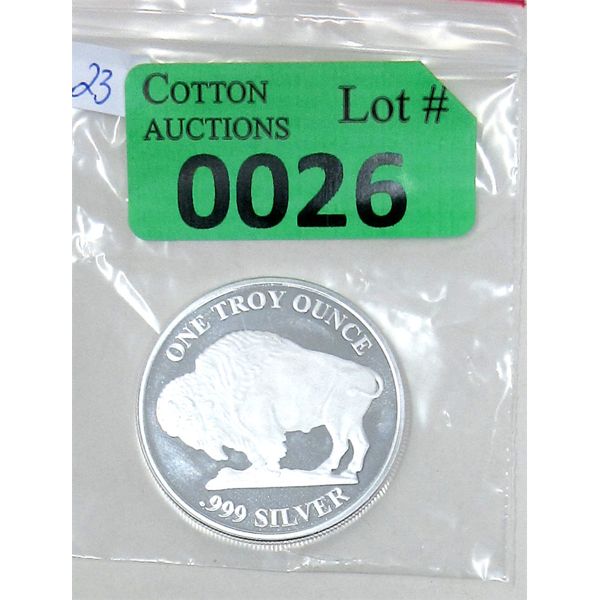 23
COTTON
AUCTIONS
Lot #
0026
ONE TROY OUNCE
.999 SILVER